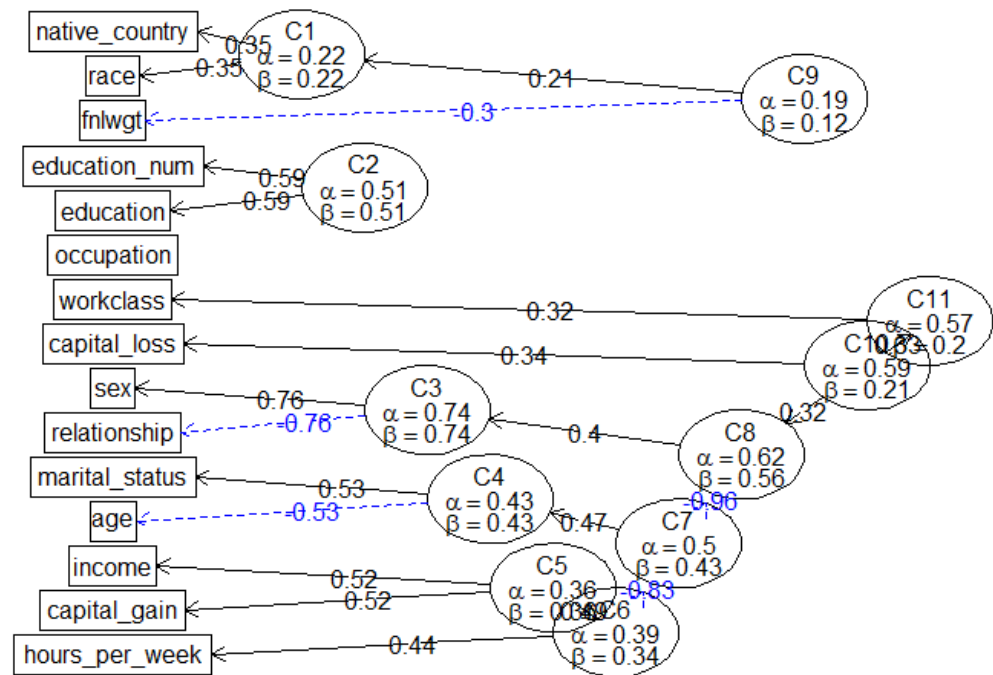 native_country
race
fnlwgt
education_num
education
occupation
workclass
capital_loss
sex
relationship
marital_status
age
income
capital_gain
hours_per_week
0.35
0.35
C1
α = 0.22
β = 0.22
0.21
C9
α = 0.19
β = 0.12
-0.3
0.59
0.59
C2
α = 0.51
β = 0.51
0.32
C11
α = 0.57
0.34
C10
α = 0.59
β = 0.21
0.32
0.76
-0.76
C3
α = 0.74
β = 0.74
0.4
C8
α = 0.62
β = 0.56
-0.96
0.53
-0.53
C4
α = 0.43
β = 0.43
0.47
C7
α = 0.5
β = 0.43
-0.83
0.52
0.52
C5
α = 0.36
C6
α = 0.39
β = 0.34
0.44